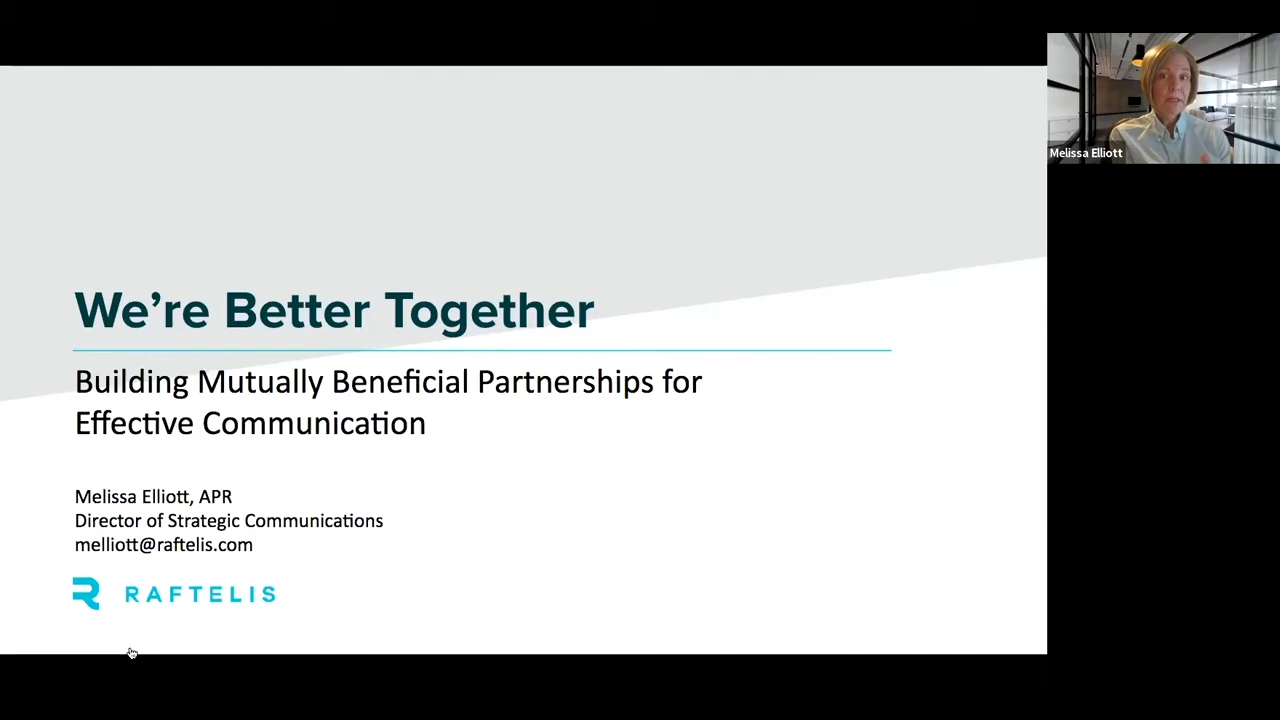 We're Better Together
Building Mutually Beneficial Partnerships for
Effective Communication
Melissa Elliott, APR
Director of Strategic Communications
melliott@raftelis.com
RAFTELIS
Melissa Elliott